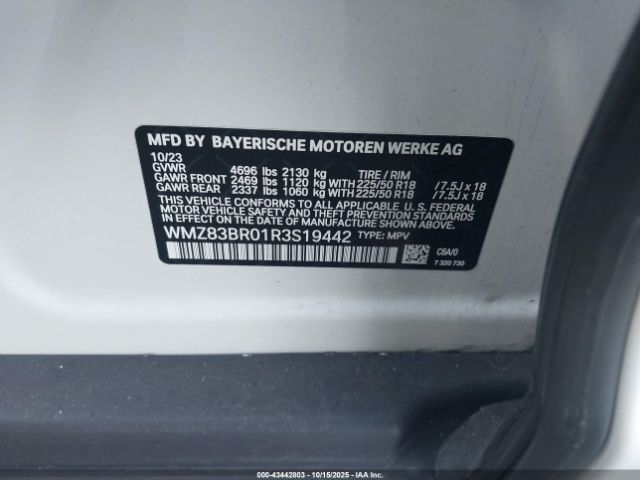 MFD BY BAYERISCHE MOTOREN WERKE AG
10/23
GVWR 4696 lbs 2130 kg TIRE / RIM
GAWR FRONT 2469 lbs 1120 kg WITH 225/50 R18 /7.5J x 18
GAWR REAR 2337 lbs 1060 kg WITH 225/50 R18 /7.5J x 18
THIS VEHICLE CONFORMS TO ALL APPLICABLE U.S. FEDERAL
MOTOR VEHICLE SAFETY, BUMPER, AND THEFT PREVENTION
STANDARDS IN EFFECT ON THE DATE OF MANUFACTURE SHOWN ABOVE.
WMZ83BR01R3S19442 TYPE: MPV
C6A/0
7 320 730
000-43442803 - 10/15/2025 - IAA, Inc.